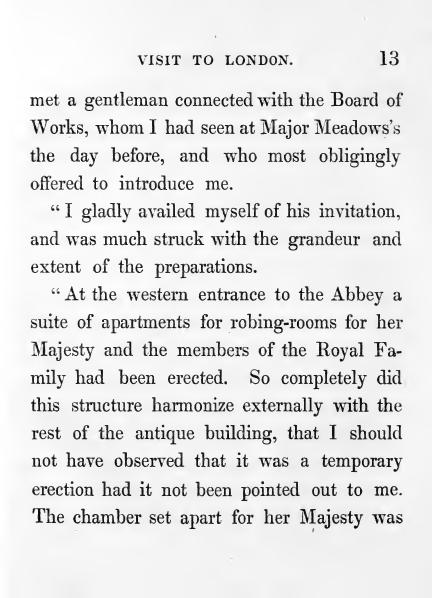 VISIT TO LONDON. 13
met a gentleman connected with the Board of
Works, whom I had seen at Major Meadows's
the day before, and who most obligingly
offered to introduce me.
“ I gladly availed myself of his invitation,
and was much struck with the grandeur and
extent of the preparations.
“ At the western entrance to the Abbey a
suite of apartments for robing-rooms for her
Majesty and the members of the Royal Fa-
mily had been erected. So completely did
this structure harmonize externally with the
rest of the antique building, that I should
not have observed that it was a temporary
erection had it not been pointed out to me.
The chamber set apart for her Majesty was